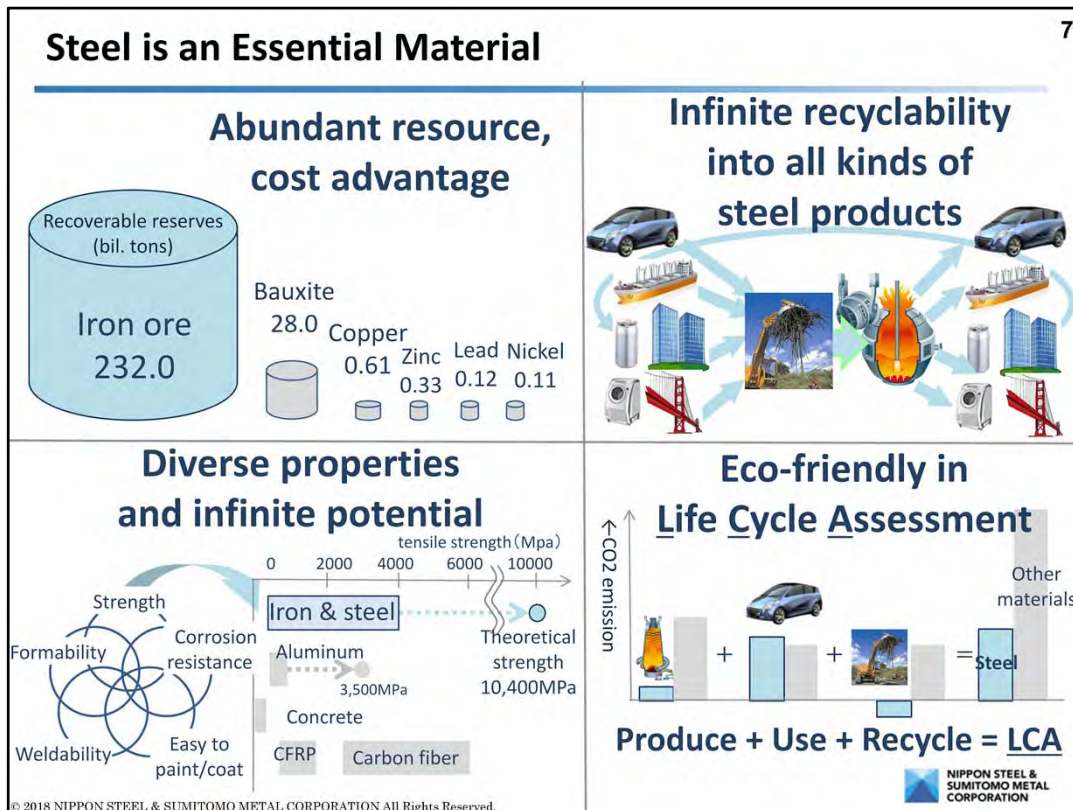 7
Steel is an Essential Material
Abundant resource,
cost advantage
Recoverable reserves
(bil. tons)
Iron ore
232.0
Bauxite
28.0
Copper
0.61
Zinc
0.33
Lead
0.12
Nickel
0.11
Infinite recyclability
into all kinds of
steel products
Diverse properties
and infinite potential
tensile strength(Mpa)
0 2000 4000 6000 10000
Strength
Formability
Corrosion
resistance
Weldability
Easy to
paint/coat
Iron & steel
Aluminum
3,500MPa
Theoretical
strength
10,400MPa
Concrete
CFRP
Carbon fiber
Eco-friendly in
Life Cycle Assessment
←CO2 emission
Other
materials
+ + =
Steel
Produce + Use + Recycle = LCA
NIPPON STEEL &
SUMITOMO METAL
CORPORATION
© 2018 NIPPON STEEL & SUMITOMO METAL CORPORATION All Rights Reserved.